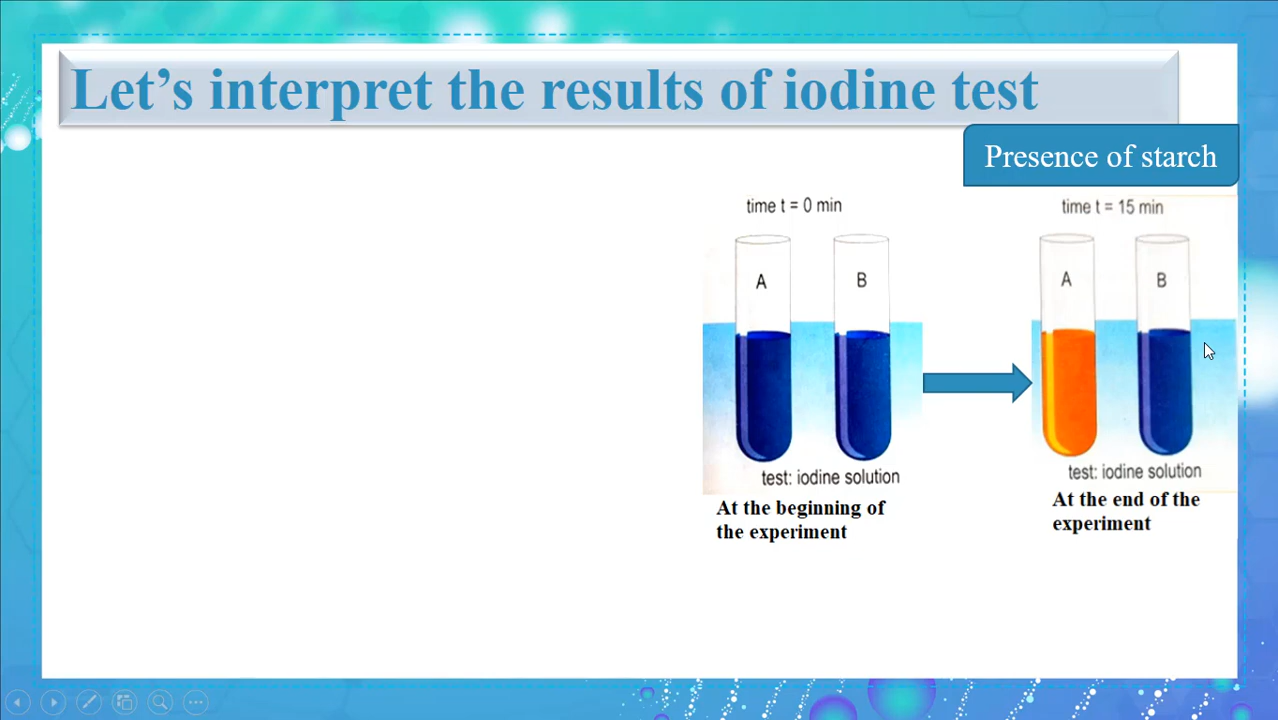 Let's interpret the results of iodine test
Presence of starch
time t = 0 min
time t = 15 min
A
B
A
B
test: iodine solution
test: iodine solution
At the beginning of
the experiment
At the end of the
experiment